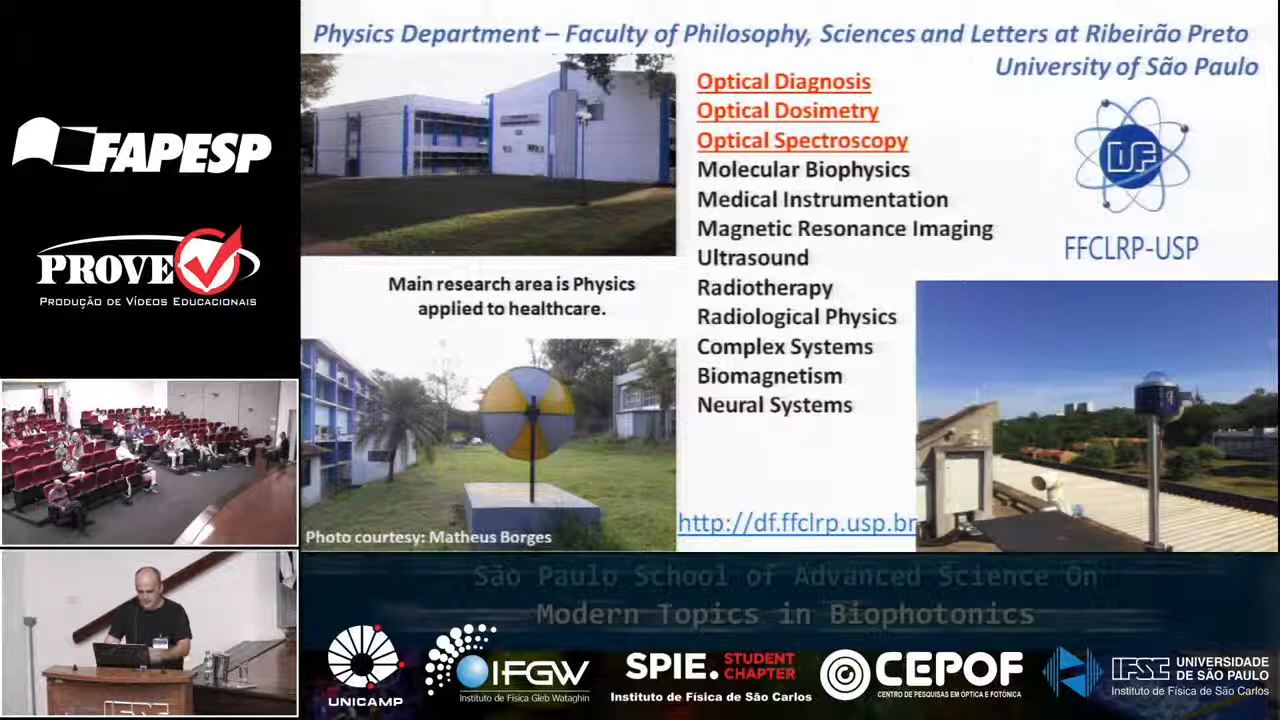 Physics Department – Faculty of Philosophy, Sciences and Letters at Ribeirão Preto
University of São Paulo
FAPESP
PROVE
PRODUÇÃO DE VÍDEOS EDUCACIONAIS
Optical Diagnosis
Optical Dosimetry
Optical Spectroscopy
Molecular Biophysics
Medical Instrumentation
Magnetic Resonance Imaging
Ultrasound
Radiotherapy
Radiological Physics
Complex Systems
Biomagnetism
Neural Systems
DF
FFCLRP-USP
Main research area is Physics
applied to healthcare.
Photo courtesy: Matheus Borges
http://df.ffclrp.usp.br
São Paulo School of Advanced Science On
Modern Topics in Biophotonics
UNICAMP
IFGW
Instituto de Física Gleb Wataghin
SPIE. STUDENT
CHAPTER
Instituto de Física de São Carlos
CEPOF
CENTRO DE PESQUISAS EM ÓPTICA E FOTÔNICA
IFSC UNIVERSIDADE
DE SÃO PAULO
Instituto de Física de São Carlos